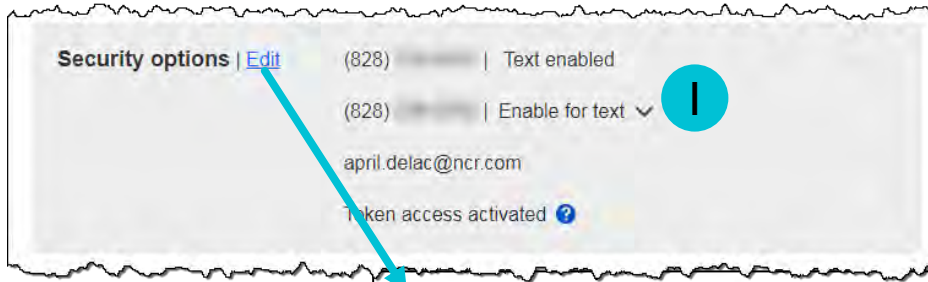 Security options | Edit
(828) | Text enabled
(828) | Enable for text
I
april.delac@ncr.com
Token access activated ?